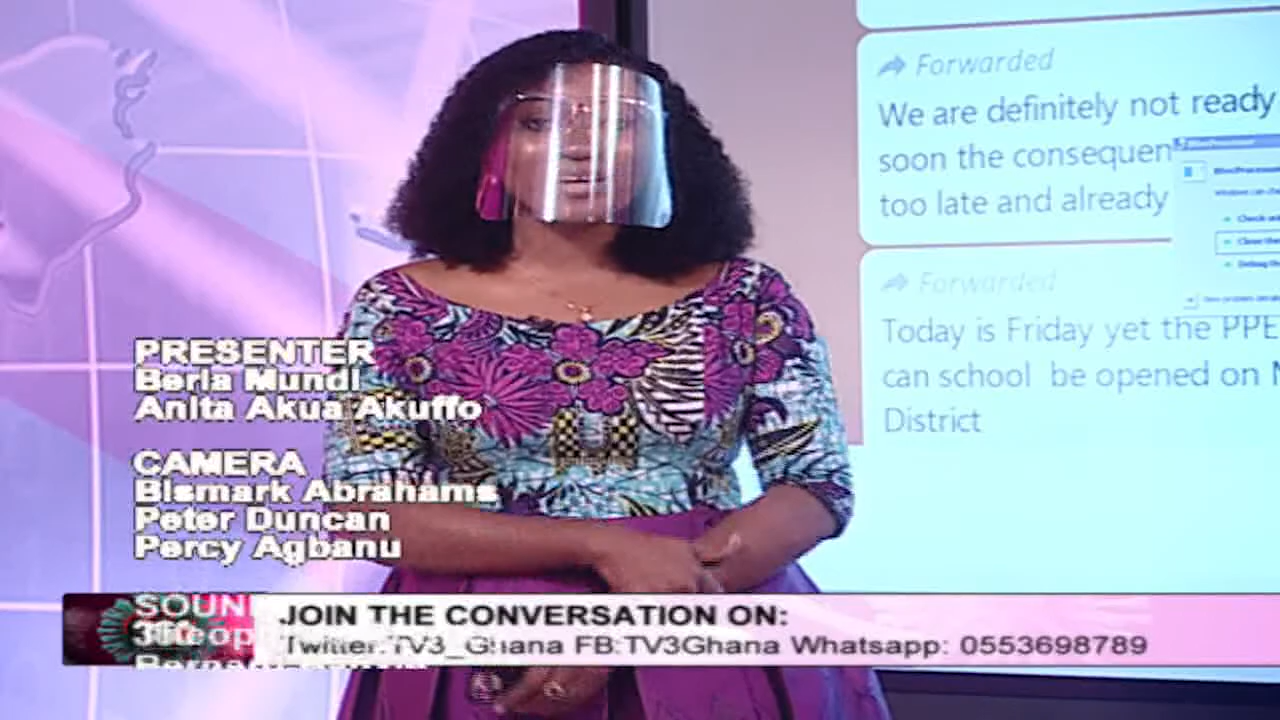 Forwarded
We are definitely not ready
soon the consequen
too late and already
Forwarded
Today is Friday yet the PPE
can school be opened on
District
PRESENTER
Berla Mundi
Anita Akua Akuffo
CAMERA
Bismark Abrahams
Peter Duncan
Percy Agbanu
JOIN THE CONVERSATION ON:
Twitter:TV3_Ghana FB:TV3Ghana Whatsapp: 0553698789